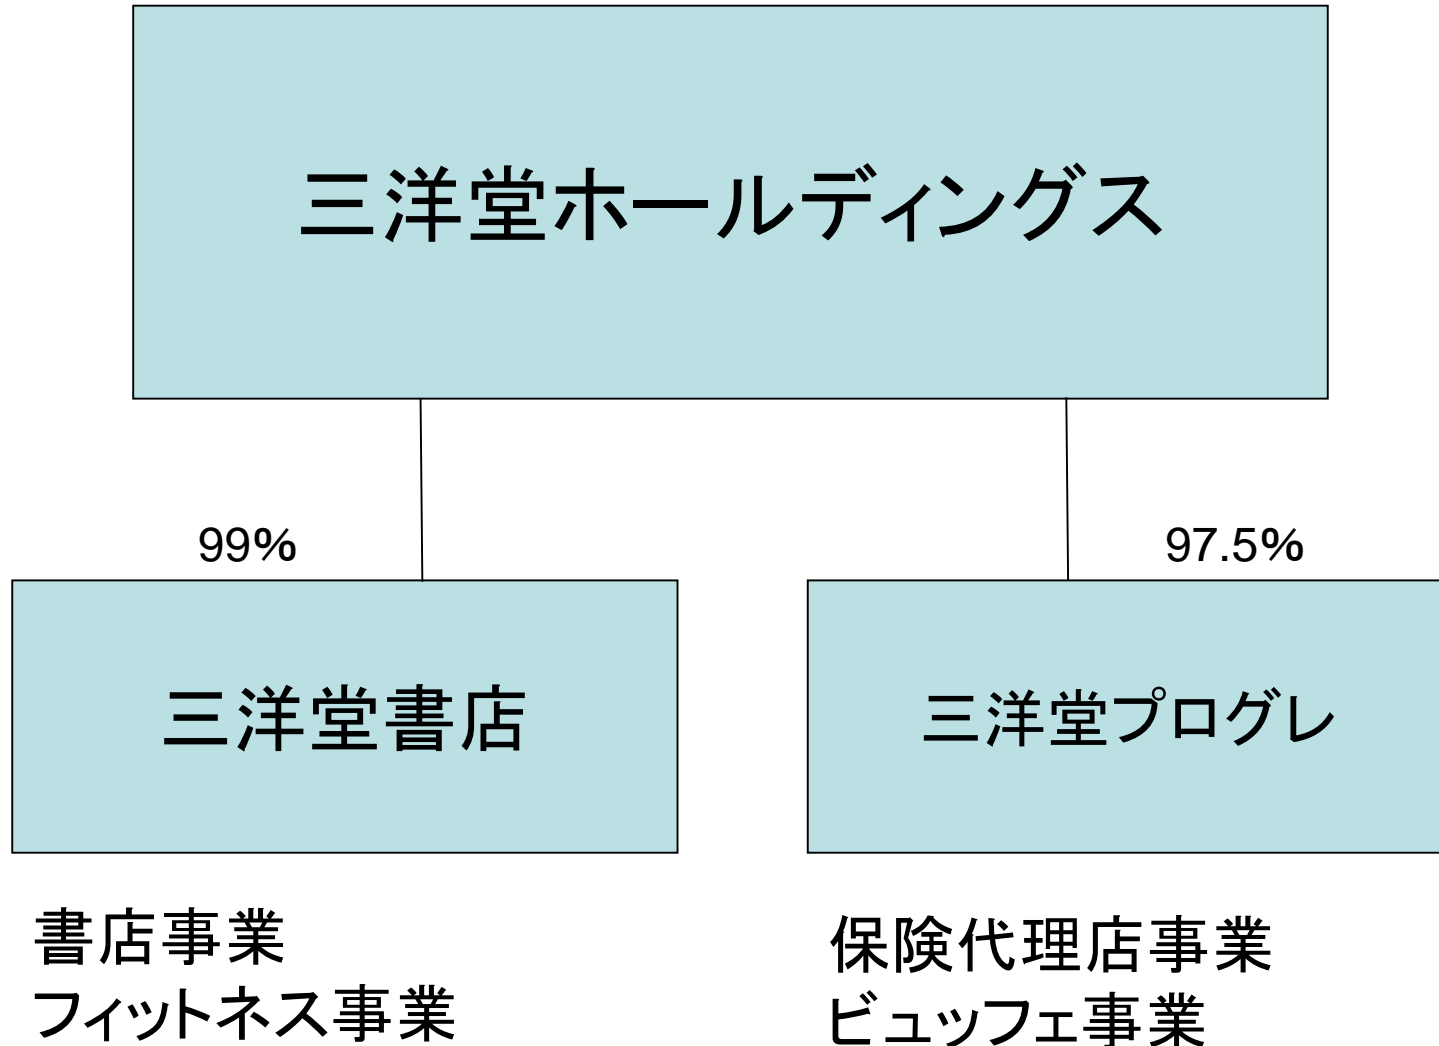 三洋堂ホールディングス
99%
97.5%
三洋堂書店
三洋堂プログレ
書店事業
フィットネス事業
保険代理店事業
ビュッフェ事業